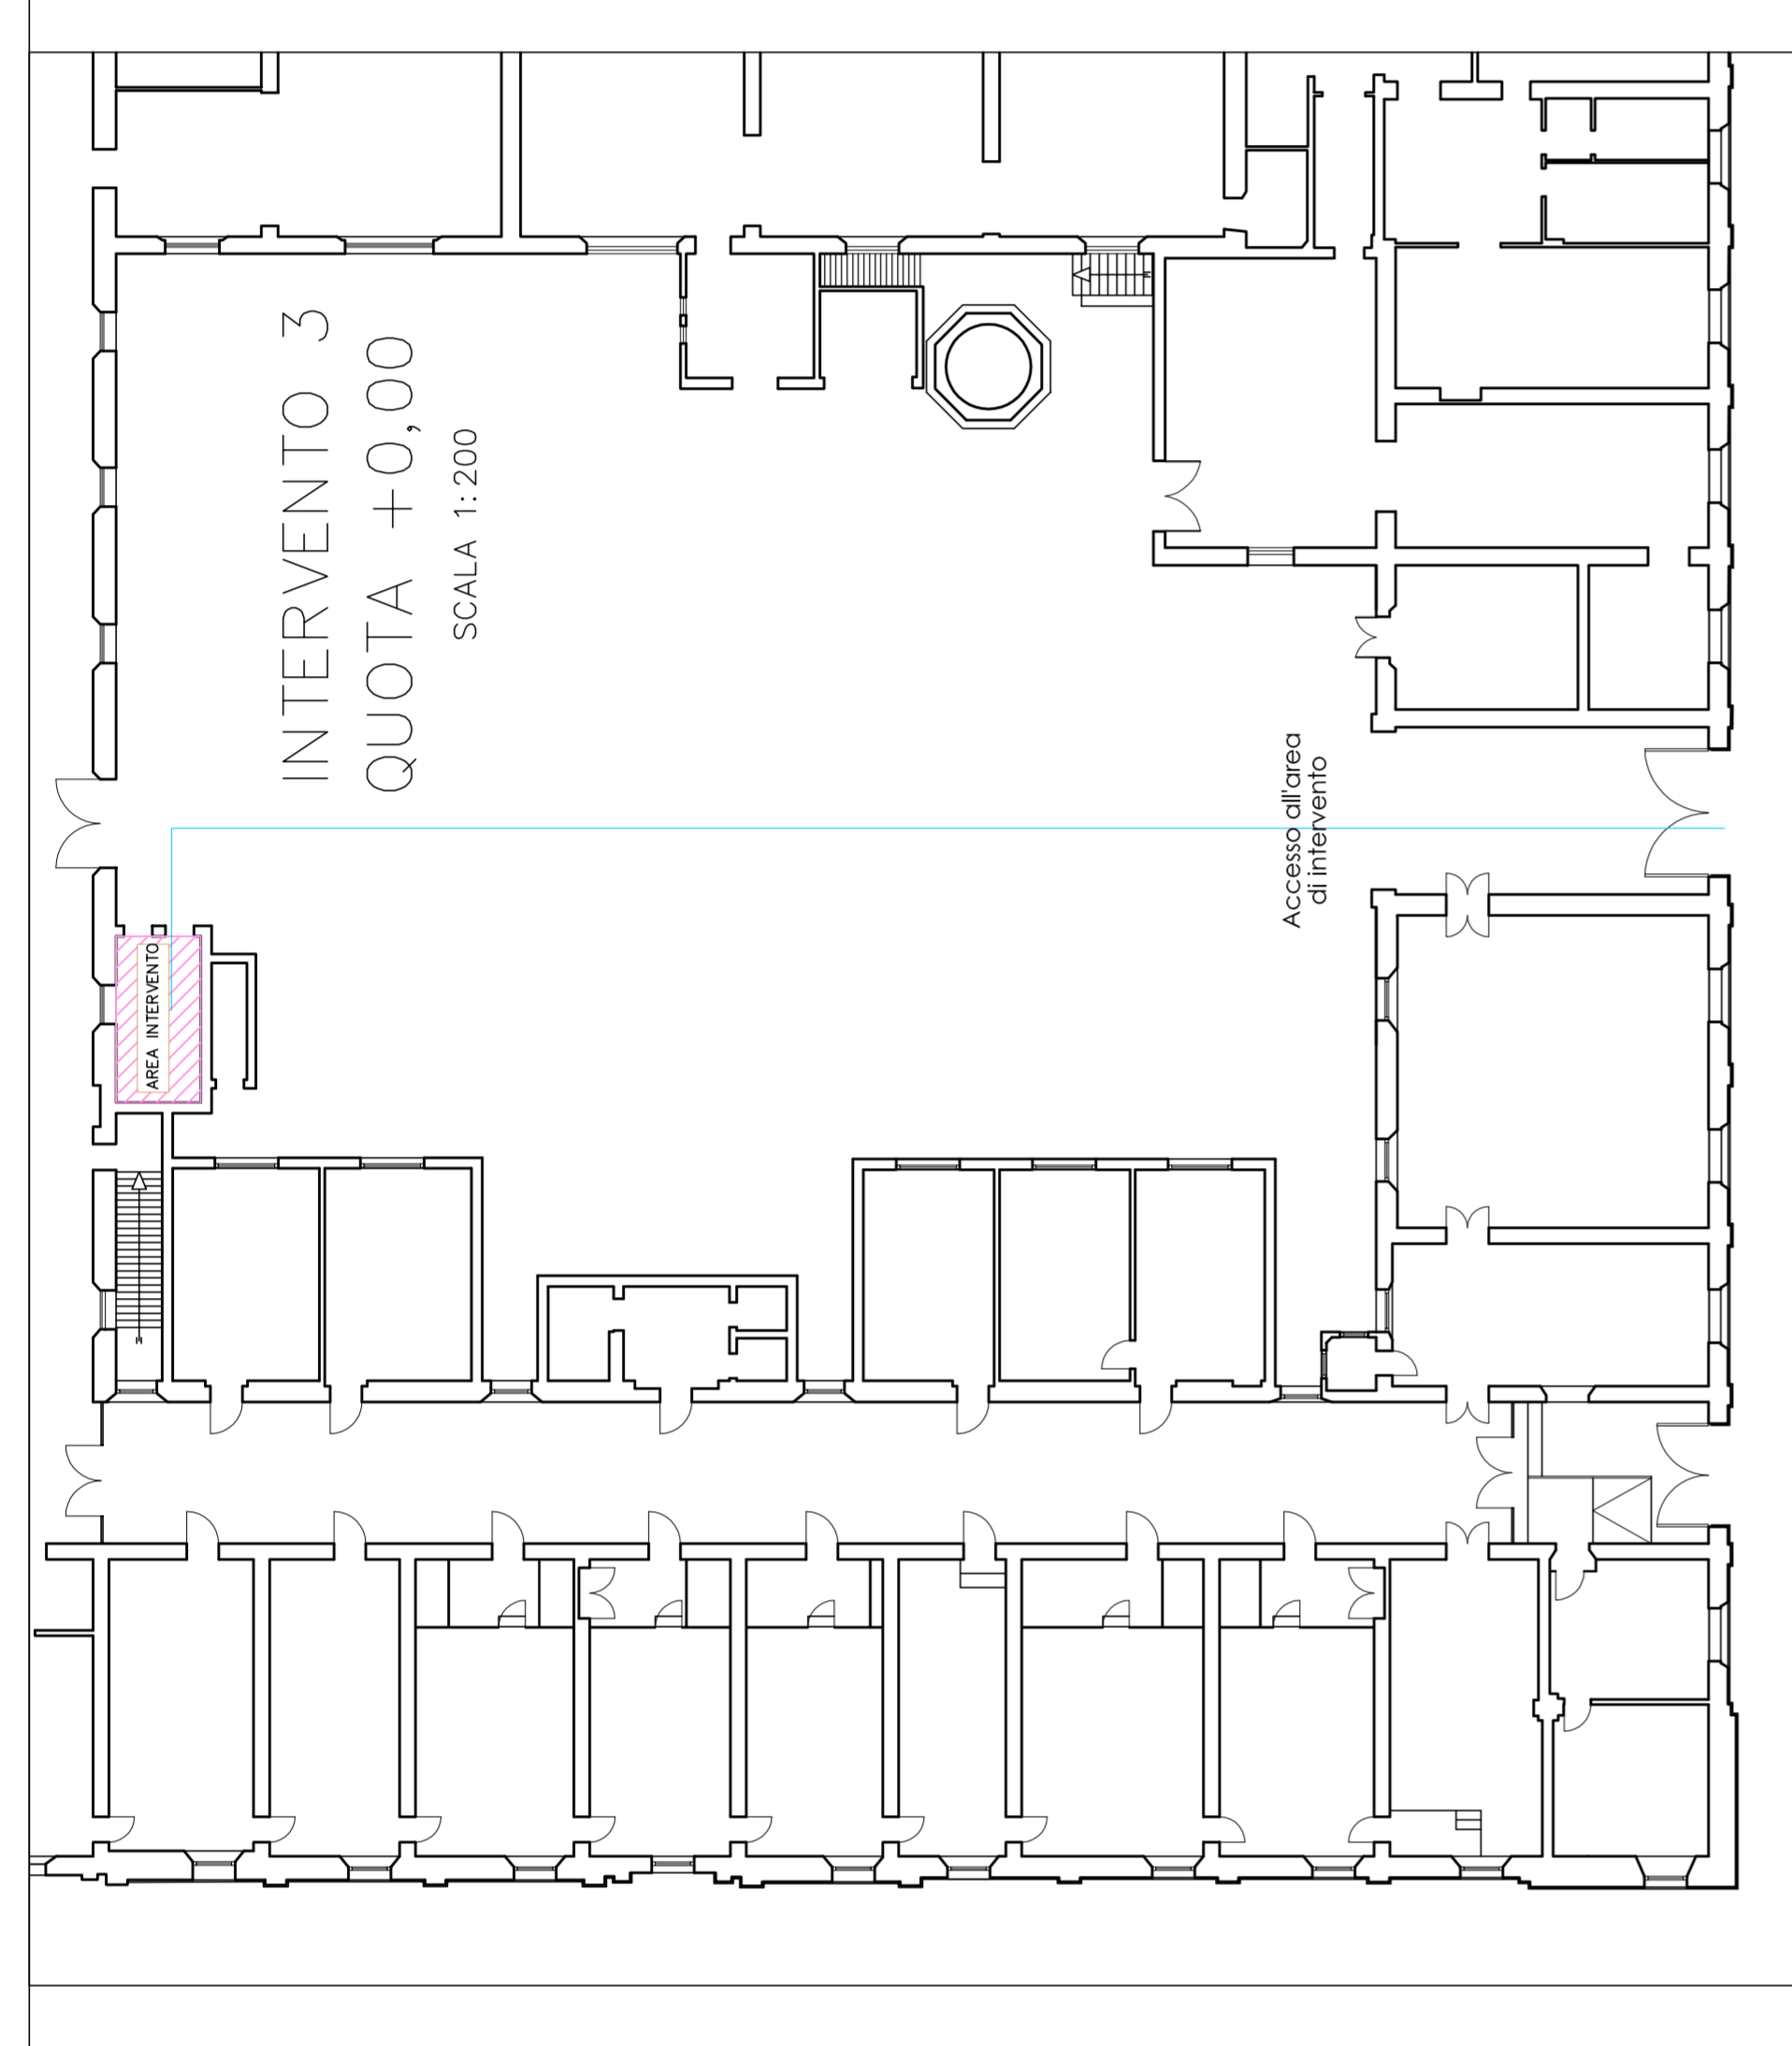 INTERVENTO 3
QUOTA +0,00
SCALA 1:200
Accesso all'area
di intervento
AREA INTERVENTO